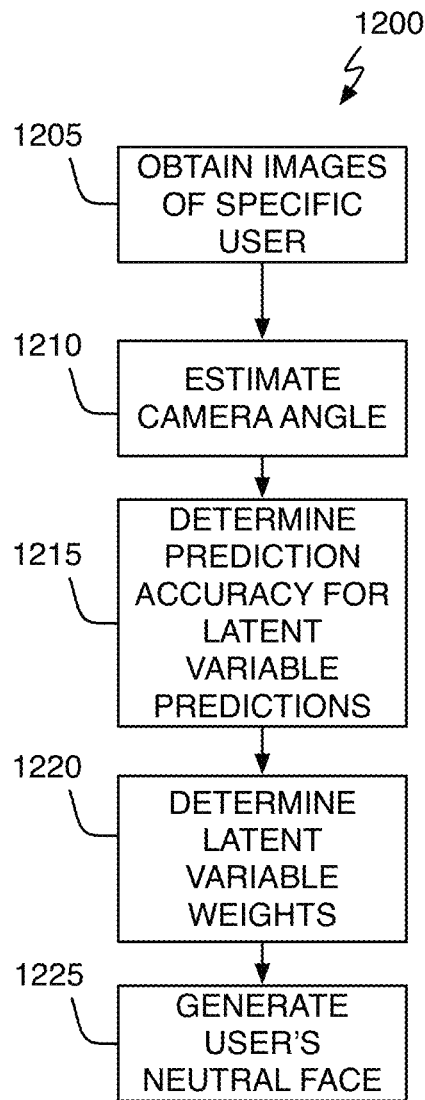 1200
1205
OBTAIN IMAGES
OF SPECIFIC
USER
1210
ESTIMATE
CAMERA ANGLE
1215
DETERMINE
PREDICTION
ACCURACY FOR
LATENT
VARIABLE
PREDICTIONS
1220
DETERMINE
LATENT
VARIABLE
WEIGHTS
1225
GENERATE
USER'S
NEUTRAL FACE